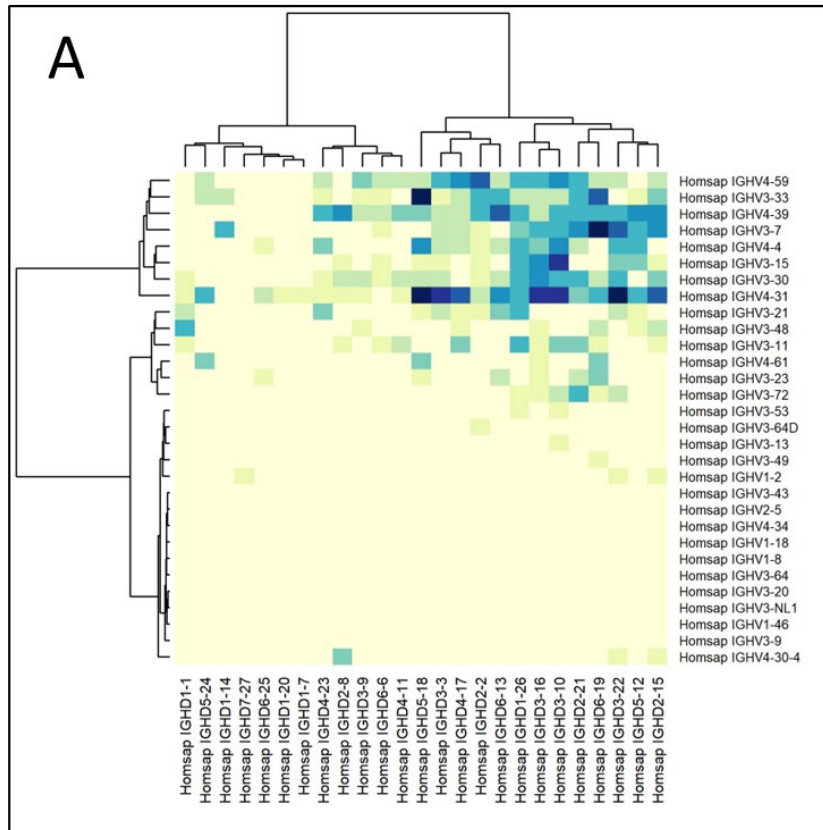 A
Homsap IGHV4-59
Homsap IGHV3-33
Homsap IGHV4-39
Homsap IGHV3-7
Homsap IGHV4-4
Homsap IGHV3-15
Homsap IGHV3-30
Homsap IGHV4-31
Homsap IGHV3-21
Homsap IGHV3-48
Homsap IGHV3-11
Homsap IGHV4-61
Homsap IGHV3-23
Homsap IGHV3-72
Homsap IGHV3-53
Homsap IGHV3-64D
Homsap IGHV3-13
Homsap IGHV3-49
Homsap IGHV1-2
Homsap IGHV3-43
Homsap IGHV2-5
Homsap IGHV4-34
Homsap IGHV1-18
Homsap IGHV1-8
Homsap IGHV3-64
Homsap IGHV3-20
Homsap IGHV3-NL1
Homsap IGHV1-46
Homsap IGHV3-9
Homsap IGHV4-30-4
Homsap IGHD1-1
Homsap IGHD5-24
Homsap IGHD1-14
Homsap IGHD7-27
Homsap IGHD6-25
Homsap IGHD1-20
Homsap IGHD1-7
Homsap IGHD4-23
Homsap IGHD2-8
Homsap IGHD3-9
Homsap IGHD6-6
Homsap IGHD4-11
Homsap IGHD5-18
Homsap IGHD3-3
Homsap IGHD4-17
Homsap IGHD2-2
Homsap IGHD6-13
Homsap IGHD1-26
Homsap IGHD3-16
Homsap IGHD3-10
Homsap IGHD2-21
Homsap IGHD6-19
Homsap IGHD3-22
Homsap IGHD5-12
Homsap IGHD2-15